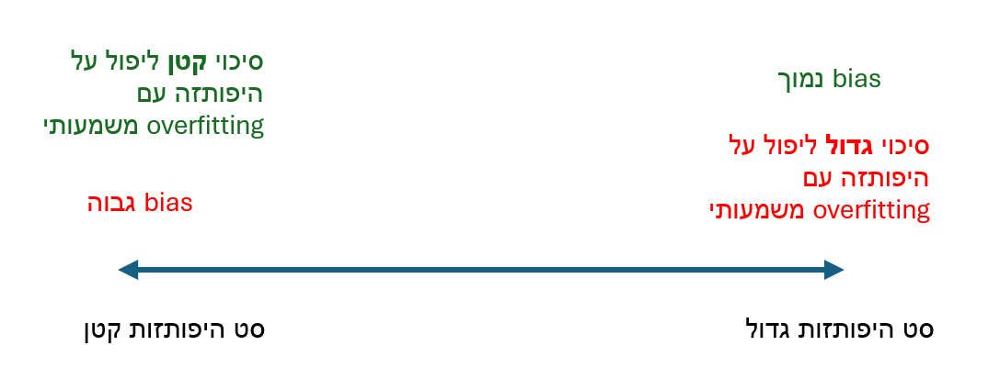 סיכוי קטן ליפול על
היפותזה עם
overfitting משמעותי
bias גבוה
bias נמוך
סיכוי גדול ליפול על
היפותזה עם
overfitting משמעותי
סט היפותזות קטן
סט היפותזות גדול